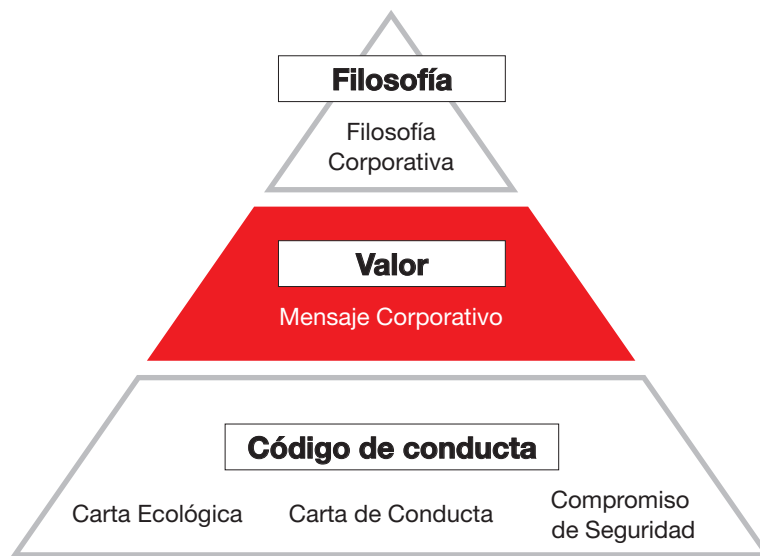 Filosofía
Filosofía
Corporativa
Valor
Mensaje Corporativo
Código de conducta
Carta Ecológica
Carta de Conducta
Compromiso
de Seguridad